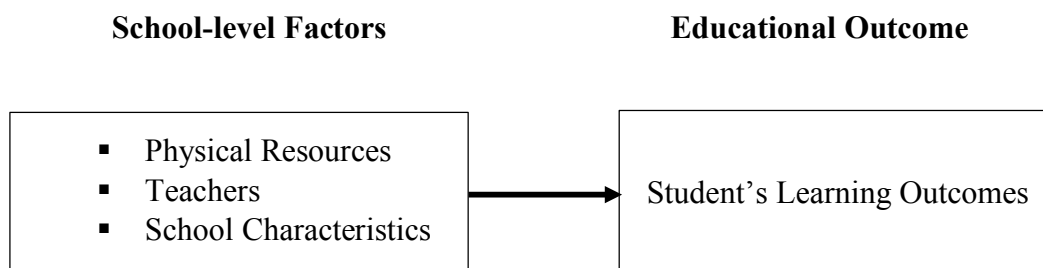 School-level Factors
Educational Outcome
▪ Physical Resources
▪ Teachers
▪ School Characteristics
Student’s Learning Outcomes